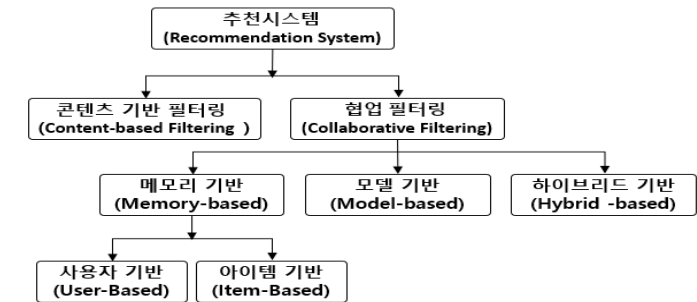 추천시스템
(Recommendation System)
콘텐츠 기반 필터링
(Content-based Filtering )
협업 필터링
(Collaborative Filtering)
메모리 기반
(Memory-based)
모델 기반
(Model-based)
하이브리드 기반
(Hybrid -based)
사용자 기반
(User-Based)
아이템 기반
(Item-Based)